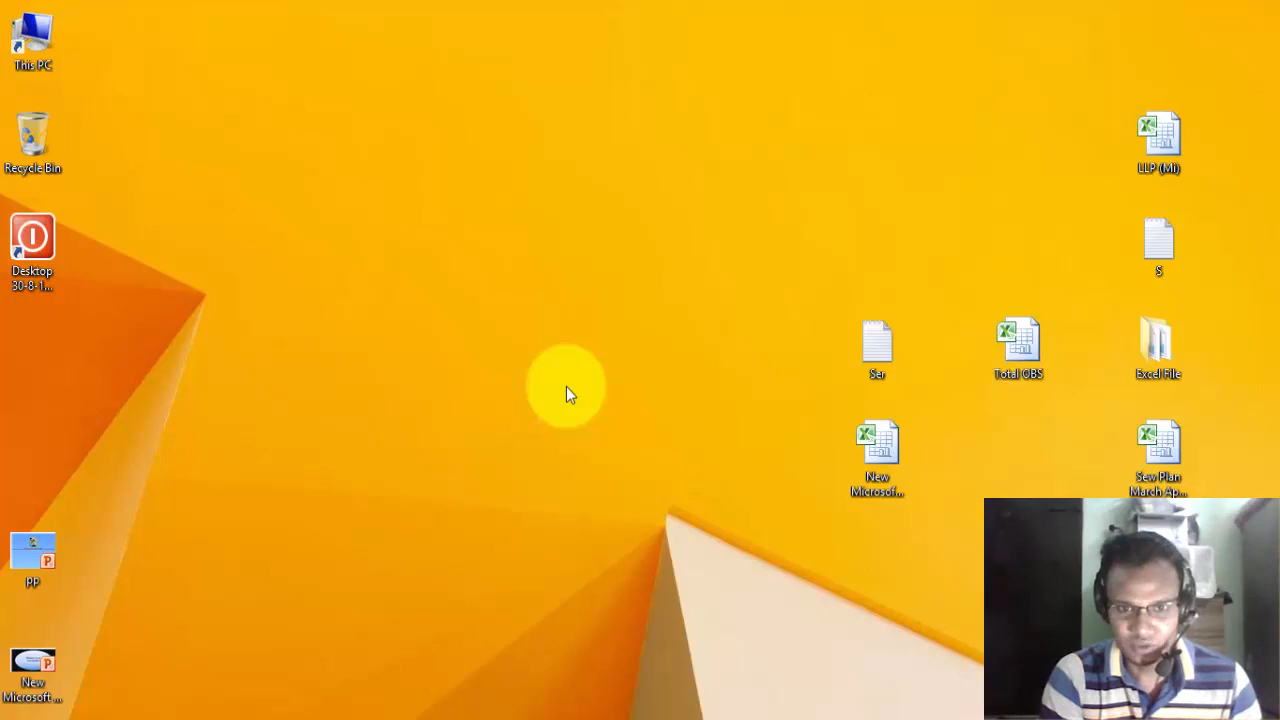 This PC
Recycle Bin
Desktop
30-8-1...
pp
New
Microsoft ...
LLP (Mi)
S
Ser
Total OBS
Excel File
New
Microsof...
Sew Plan
March Ap...